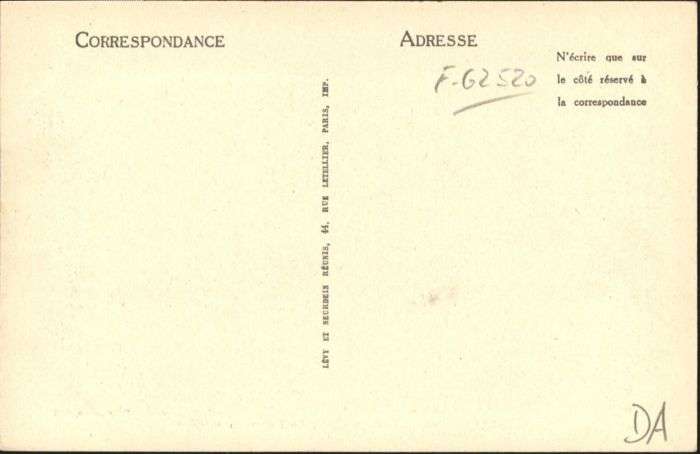 CORRESPONDANCE
ADRESSE
N'écrire que sur
le côté réservé à
la correspondance
F-62520
LÉVY ET NEURDEIN RÉUNIS, 44, RUE LETELLIER, PARIS, IMP.
DA